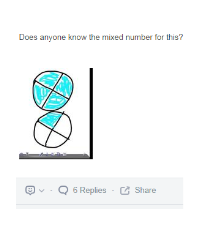 Does anyone know the mixed number for this?
6 Replies · Share